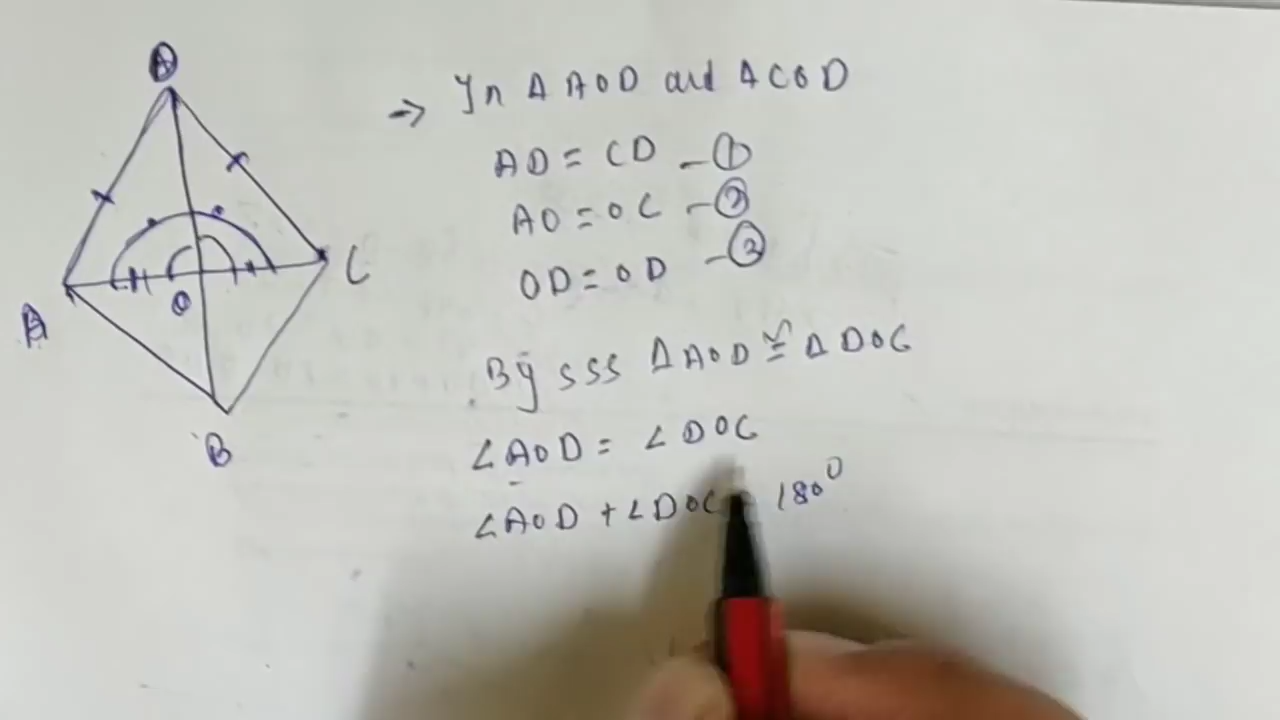 D
→ In Δ AOD and Δ COD
AD = CD - ①
AO = OC - ②
OD = OD - ③
By SSS ΔAOD ≅ Δ DOC
∠AOD = ∠DOC
∠AOD + ∠DOC = 180°
A
O
C
B